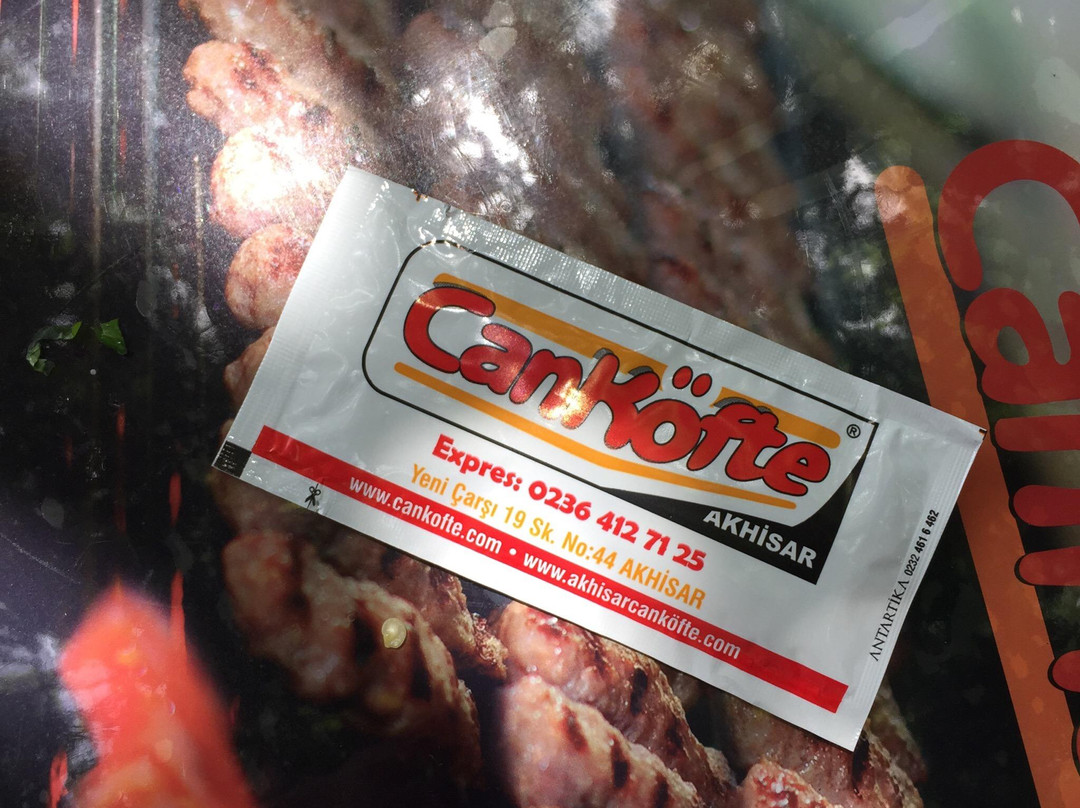 CanKöfte®
AKHİSAR
Expres: 0236 412 71 25
Yeni Çarşı 19 Sk. No:44 AKHİSAR
www.cankofte.com • www.akhisarcanköfte.com
ANTARTİKA 0232 461 6 462
Can